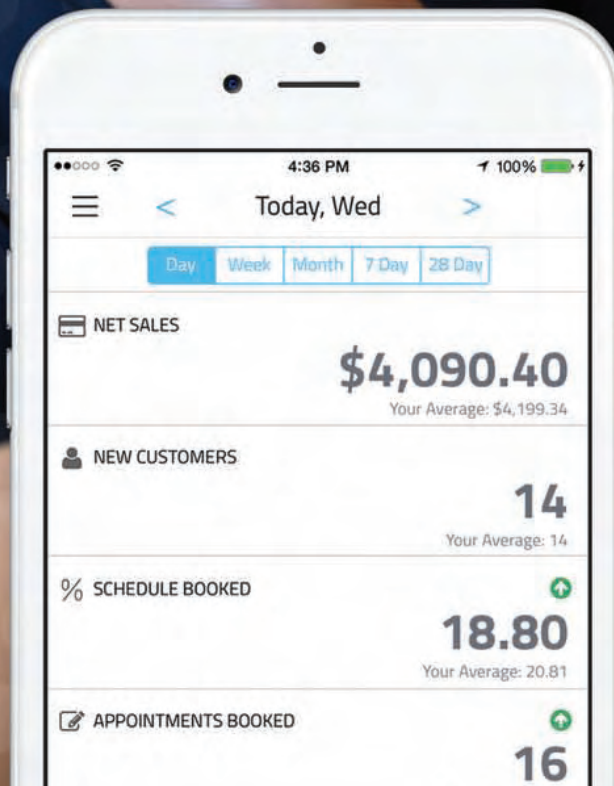 4:36 PM
100%
Today, Wed
Day Week Month 7 Day 28 Day
NET SALES
$4,090.40
Your Average: $4,199.34
NEW CUSTOMERS
14
Your Average: 14
% SCHEDULE BOOKED
18.80
Your Average: 20.81
APPOINTMENTS BOOKED
16